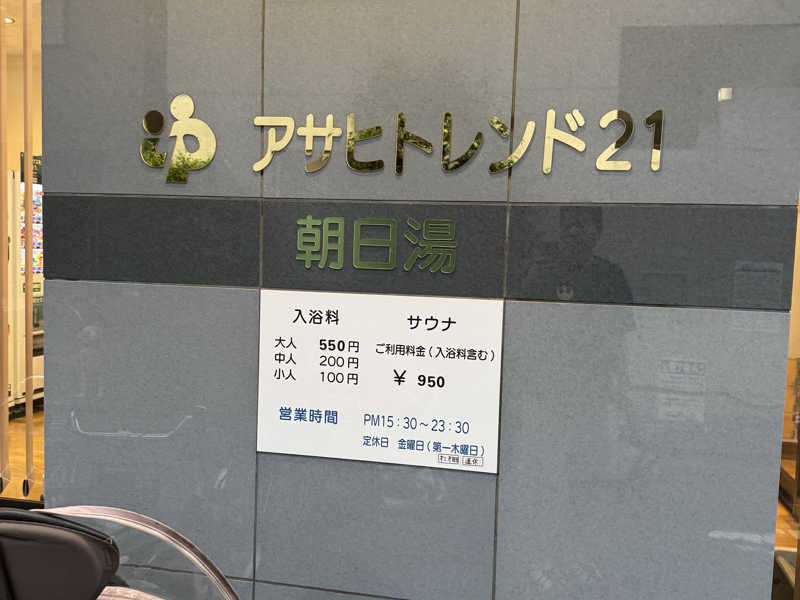 アサヒトレンド21
朝日湯
入浴料
大人 550円
中人 200円
小人 100円
サウナ
ご利用料金(入浴料含む)
¥ 950
営業時間 PM15:30~23:30
定休日 金曜日(第一木曜日)
連休